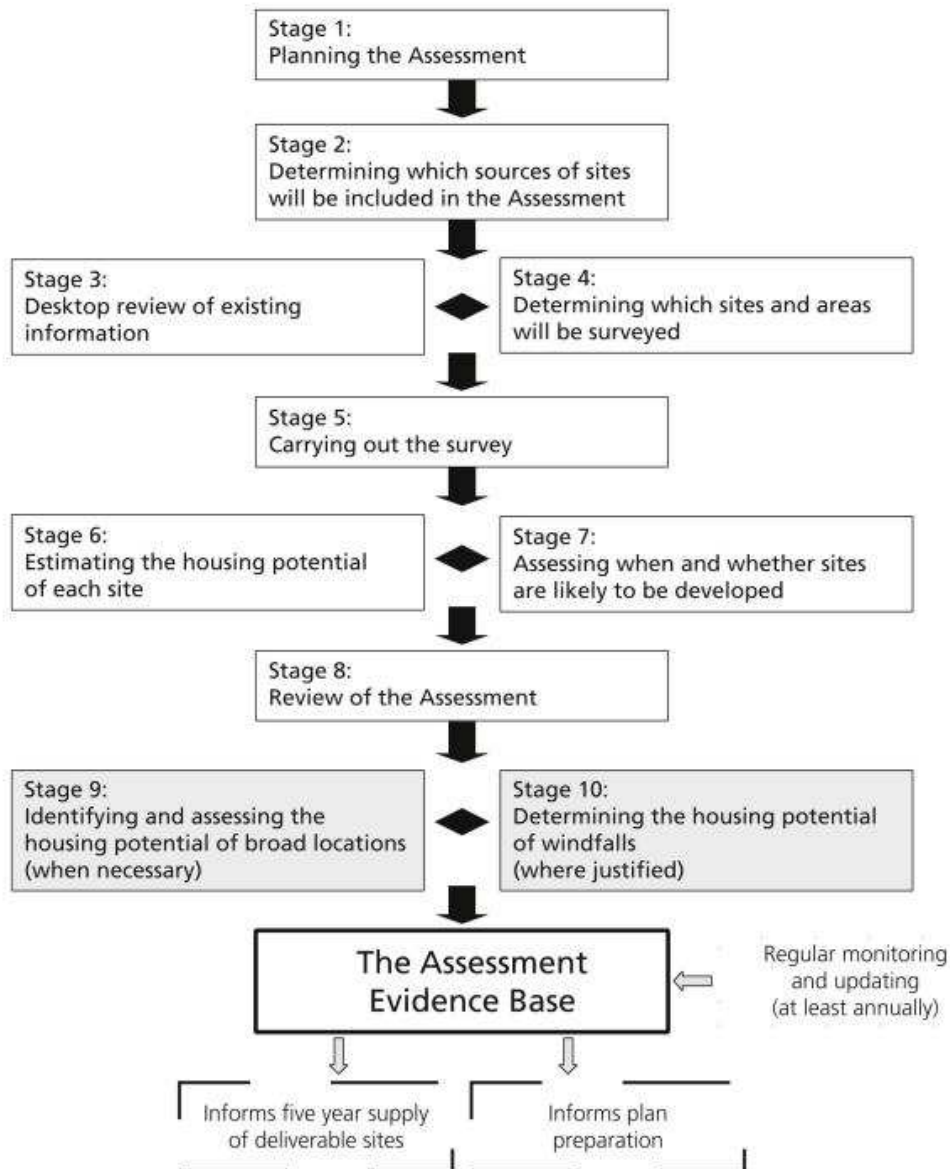 Stage 1:
Planning the Assessment
Stage 2:
Determining which sources of sites
will be included in the Assessment
Stage 3:
Desktop review of existing
information
Stage 4:
Determining which sites and areas
will be surveyed
Stage 5:
Carrying out the survey
Stage 6:
Estimating the housing potential
of each site
Stage 7:
Assessing when and whether sites
are likely to be developed
Stage 8:
Review of the Assessment
Stage 9:
Identifying and assessing the
housing potential of broad locations
(when necessary)
Stage 10:
Determining the housing potential
of windfalls
(where justified)
The Assessment
Evidence Base
Regular monitoring
and updating
(at least annually)
Informs five year supply
of deliverable sites
Informs plan
preparation